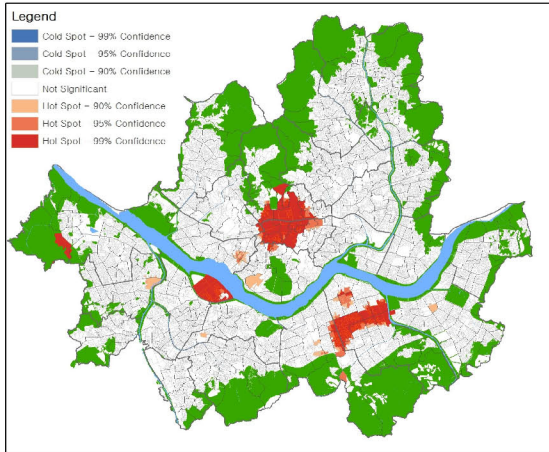 Legend
Cold Spot - 99% Confidence
Cold Spot - 95% Confidence
Cold Spot - 90% Confidence
Not Significant
Hot Spot - 90% Confidence
Hot Spot - 95% Confidence
Hot Spot - 99% Confidence